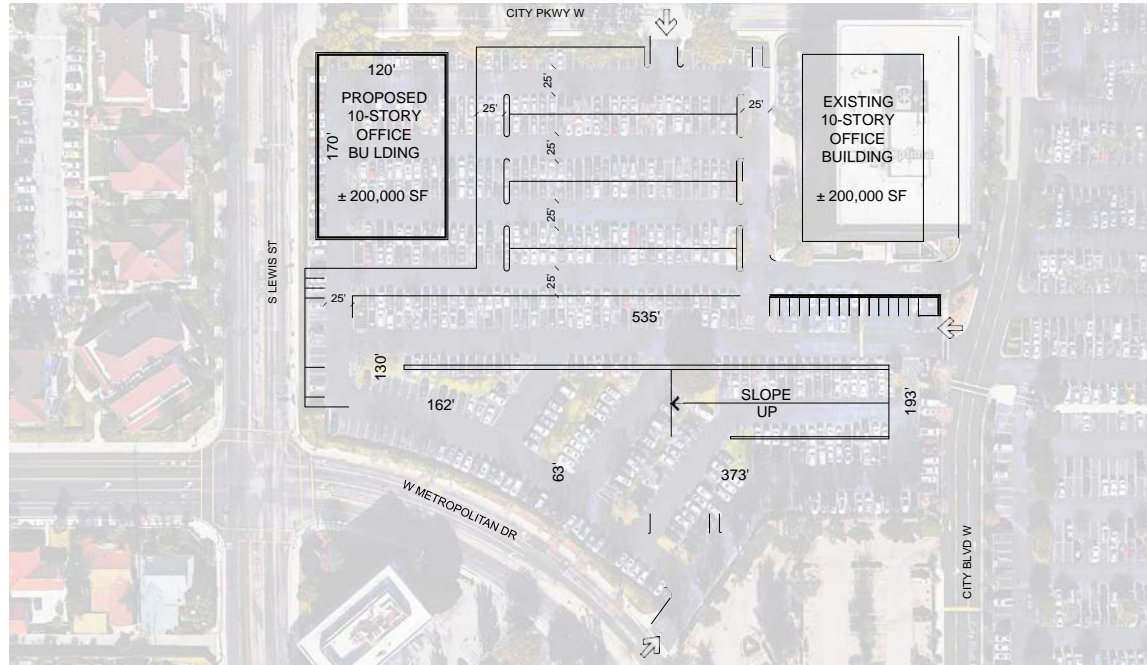 CITY PKWY W
120'
PROPOSED
10-STORY
OFFICE
BU LDING
170'
± 200,000 SF
25'
25'
25'
25'
25'
25'
25'
EXISTING
10-STORY
OFFICE
BUILDING
± 200,000 SF
S LEWIS ST
535'
130'
162'
SLOPE
UP
193'
63'
373'
W METROPOLITAN DR
CITY BLVD W